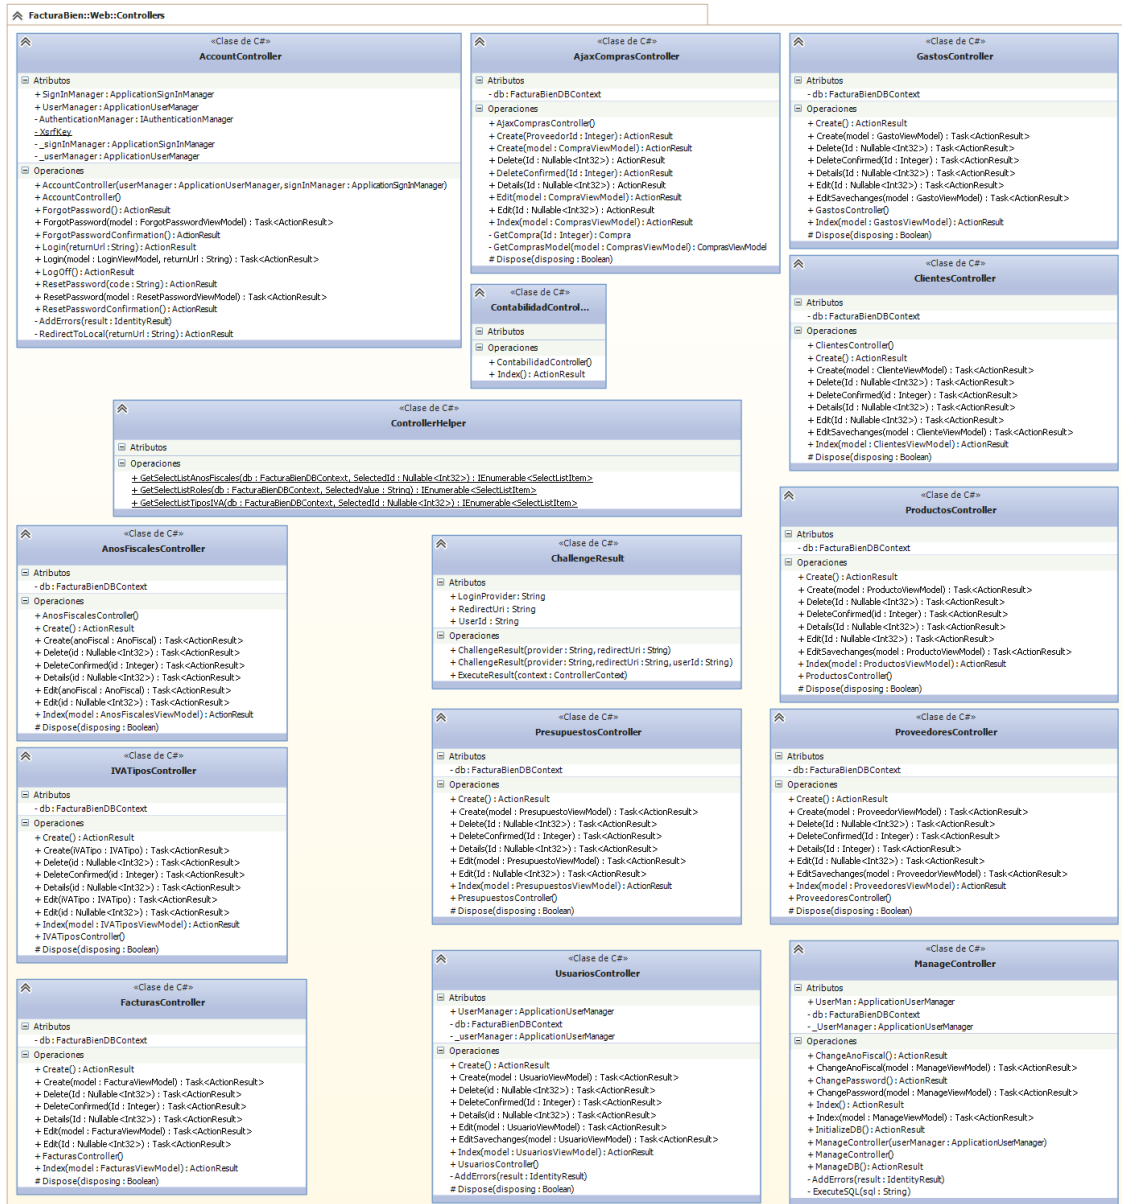 FacturaBien::Web::Controllers
«Clase de C#»
AccountController
Atributos
+ SignInManager : ApplicationSignInManager
+ UserManager : ApplicationUserManager
- AuthenticationManager : IAuthenticationManager
- XsrfKey
- _signInManager : ApplicationSignInManager
- _userManager : ApplicationUserManager
Operaciones
+ AccountController(userManager : ApplicationUserManager, signInManager : ApplicationSignInManager)
+ AccountController()
+ ForgotPassword() : ActionResult
+ ForgotPassword(model : ForgotPasswordViewModel) : Task<ActionResult>
+ ForgotPasswordConfirmation() : ActionResult
+ Login(returnUrl : String) : ActionResult
+ Login(model : LoginViewModel, returnUrl : String) : Task<ActionResult>
+ LogOff() : ActionResult
+ ResetPassword(code : String) : ActionResult
+ ResetPassword(model : ResetPasswordViewModel) : Task<ActionResult>
+ ResetPasswordConfirmation() : ActionResult
- AddErrors(result : IdentityResult)
- RedirectToLocal(returnUrl : String) : ActionResult
«Clase de C#»
AjaxComprasController
Atributos
- db : FacturaBienDBContext
Operaciones
+ AjaxComprasController()
+ Create(ProveedorId : Integer) : ActionResult
+ Create(model : CompraViewModel) : ActionResult
+ Delete(Id : Nullable<Int32>) : ActionResult
+ DeleteConfirmed(Id : Integer) : ActionResult
+ Details(Id : Nullable<Int32>) : ActionResult
+ Edit(model : CompraViewModel) : ActionResult
+ Edit(Id : Nullable<Int32>) : ActionResult
+ Index(model : ComprasViewModel) : ActionResult
- GetCompra(Id : Integer) : Compra
- GetComprasModel(model : ComprasViewModel) : ComprasViewModel
# Dispose(disposing : Boolean)
«Clase de C#»
GastosController
Atributos
- db : FacturaBienDBContext
Operaciones
+ Create() : ActionResult
+ Create(model : GastoViewModel) : Task<ActionResult>
+ Delete(Id : Nullable<Int32>) : Task<ActionResult>
+ DeleteConfirmed(Id : Integer) : Task<ActionResult>
+ Details(Id : Nullable<Int32>) : Task<ActionResult>
+ Edit(Id : Nullable<Int32>) : Task<ActionResult>
+ EditSavechanges(model : GastoViewModel) : Task<ActionResult>
+ GastosController()
+ Index(model : GastosViewModel) : ActionResult
# Dispose(disposing : Boolean)
«Clase de C#»
ContabilidadControl...
Atributos
Operaciones
+ ContabilidadController()
+ Index() : ActionResult
«Clase de C#»
ClientesController
Atributos
- db : FacturaBienDBContext
Operaciones
+ ClientesController()
+ Create() : ActionResult
+ Create(model : ClienteViewModel) : Task<ActionResult>
+ Delete(Id : Nullable<Int32>) : Task<ActionResult>
+ DeleteConfirmed(id : Integer) : Task<ActionResult>
+ Details(Id : Nullable<Int32>) : Task<ActionResult>
+ Edit(Id : Nullable<Int32>) : Task<ActionResult>
+ EditSavechanges(model : ClienteViewModel) : Task<ActionResult>
+ Index(model : ClientesViewModel) : ActionResult
# Dispose(disposing : Boolean)
«Clase de C#»
ControllerHelper
Atributos
Operaciones
+ GetSelectListAnosFiscales(db : FacturaBienDBContext, SelectedId : Nullable<Int32>) : IEnumerable<SelectListItem>
+ GetSelectListRoles(db : FacturaBienDBContext, SelectedValue : String) : IEnumerable<SelectListItem>
+ GetSelectListTiposIVA(db : FacturaBienDBContext, SelectedId : Nullable<Int32>) : IEnumerable<SelectListItem>
«Clase de C#»
AnosFiscalesController
Atributos
- db : FacturaBienDBContext
Operaciones
+ AnosFiscalesController()
+ Create() : ActionResult
+ Create(anoFiscal : AnoFiscal) : Task<ActionResult>
+ Delete(id : Nullable<Int32>) : Task<ActionResult>
+ DeleteConfirmed(id : Integer) : Task<ActionResult>
+ Details(id : Nullable<Int32>) : Task<ActionResult>
+ Edit(anoFiscal : AnoFiscal) : Task<ActionResult>
+ Edit(id : Nullable<Int32>) : Task<ActionResult>
+ Index(model : AnosFiscalesViewModel) : ActionResult
# Dispose(disposing : Boolean)
«Clase de C#»
ChallengeResult
Atributos
+ LoginProvider : String
+ RedirectUri : String
+ UserId : String
Operaciones
+ ChallengeResult(provider : String, redirectUri : String)
+ ChallengeResult(provider : String, redirectUri : String, userId : String)
+ ExecuteResult(context : ControllerContext)
«Clase de C#»
ProductosController
Atributos
- db : FacturaBienDBContext
Operaciones
+ Create() : ActionResult
+ Create(model : ProductoViewModel) : Task<ActionResult>
+ Delete(Id : Nullable<Int32>) : Task<ActionResult>
+ DeleteConfirmed(id : Integer) : Task<ActionResult>
+ Details(Id : Nullable<Int32>) : Task<ActionResult>
+ Edit(Id : Nullable<Int32>) : Task<ActionResult>
+ EditSavechanges(model : ProductoViewModel) : Task<ActionResult>
+ Index(model : ProductosViewModel) : ActionResult
+ ProductosController()
# Dispose(disposing : Boolean)
«Clase de C#»
IVATiposController
Atributos
- db : FacturaBienDBContext
Operaciones
+ Create() : ActionResult
+ Create(iVATipo : IVATipo) : Task<ActionResult>
+ Delete(id : Nullable<Int32>) : Task<ActionResult>
+ DeleteConfirmed(id : Integer) : Task<ActionResult>
+ Details(id : Nullable<Int32>) : Task<ActionResult>
+ Edit(iVATipo : IVATipo) : Task<ActionResult>
+ Edit(id : Nullable<Int32>) : Task<ActionResult>
+ Index(model : IVATiposViewModel) : ActionResult
+ IVATiposController()
# Dispose(disposing : Boolean)
«Clase de C#»
PresupuestosController
Atributos
- db : FacturaBienDBContext
Operaciones
+ Create() : ActionResult
+ Create(model : PresupuestoViewModel) : Task<ActionResult>
+ Delete(Id : Nullable<Int32>) : Task<ActionResult>
+ DeleteConfirmed(Id : Integer) : Task<ActionResult>
+ Details(Id : Nullable<Int32>) : Task<ActionResult>
+ Edit(model : PresupuestoViewModel) : Task<ActionResult>
+ Edit(Id : Nullable<Int32>) : Task<ActionResult>
+ Index(model : PresupuestosViewModel) : ActionResult
+ PresupuestosController()
# Dispose(disposing : Boolean)
«Clase de C#»
ProveedoresController
Atributos
- db : FacturaBienDBContext
Operaciones
+ Create() : ActionResult
+ Create(model : ProveedorViewModel) : Task<ActionResult>
+ Delete(Id : Nullable<Int32>) : Task<ActionResult>
+ DeleteConfirmed(Id : Integer) : Task<ActionResult>
+ Details(Id : Integer) : Task<ActionResult>
+ Edit(Id : Nullable<Int32>) : Task<ActionResult>
+ EditSavechanges(model : ProveedorViewModel) : Task<ActionResult>
+ Index(model : ProveedoresViewModel) : ActionResult
+ ProveedoresController()
# Dispose(disposing : Boolean)
«Clase de C#»
FacturasController
Atributos
- db : FacturaBienDBContext
Operaciones
+ Create() : ActionResult
+ Create(model : FacturaViewModel) : Task<ActionResult>
+ Delete(Id : Nullable<Int32>) : Task<ActionResult>
+ DeleteConfirmed(Id : Integer) : Task<ActionResult>
+ Details(Id : Nullable<Int32>) : Task<ActionResult>
+ Edit(model : FacturaViewModel) : Task<ActionResult>
+ Edit(Id : Nullable<Int32>) : Task<ActionResult>
+ FacturasController()
+ Index(model : FacturasViewModel) : ActionResult
# Dispose(disposing : Boolean)
«Clase de C#»
UsuariosController
Atributos
+ UserManager : ApplicationUserManager
- db : FacturaBienDBContext
- _userManager : ApplicationUserManager
Operaciones
+ Create() : ActionResult
+ Create(model : UsuarioViewModel) : Task<ActionResult>
+ Delete(id : Nullable<Int32>) : Task<ActionResult>
+ DeleteConfirmed(Id : Integer) : Task<ActionResult>
+ Details(id : Nullable<Int32>) : Task<ActionResult>
+ Edit(model : UsuarioViewModel) : Task<ActionResult>
+ EditSavechanges(model : UsuarioViewModel) : Task<ActionResult>
+ Index(model : UsuariosViewModel) : ActionResult
+ UsuariosController()
- AddErrors(result : IdentityResult)
# Dispose(disposing : Boolean)
«Clase de C#»
ManageController
Atributos
+ UserMan : ApplicationUserManager
- db : FacturaBienDBContext
- _UserManager : ApplicationUserManager
Operaciones
+ ChangeAnoFiscal() : ActionResult
+ ChangeAnoFiscal(model : ManageViewModel) : Task<ActionResult>
+ ChangePassword() : ActionResult
+ ChangePassword(model : ManageViewModel) : Task<ActionResult>
+ Index() : ActionResult
+ Index(model : ManageViewModel) : Task<ActionResult>
+ InitializeDB() : ActionResult
+ ManageController(userManager : ApplicationUserManager)
+ ManageController()
+ ManageDB() : ActionResult
- AddErrors(result : IdentityResult)
- ExecuteSQL(sql : String)